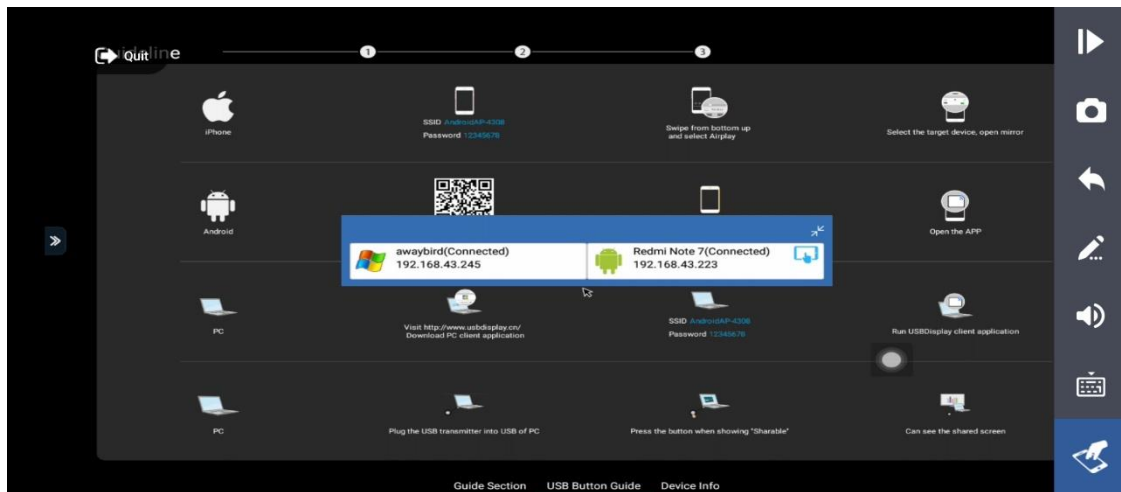 Guideline
Quit
1
2
3
iPhone
SSID AndroidAP-4306
Password 12345678
Swipe from bottom up
and select Airplay
Select the target device, open mirror
Android
Open the APP
awaybird(Connected)
192.168.43.245
Redmi Note 7(Connected)
192.168.43.223
PC
Visit http://www.usbdisplay.cn/
Download PC client application
SSID AndroidAP-4306
Password 12345678
Run USBDisplay client application
PC
Plug the USB transmitter into USB of PC
Press the button when showing "Sharable"
Can see the shared screen
Guide Section
USB Button Guide
Device Info